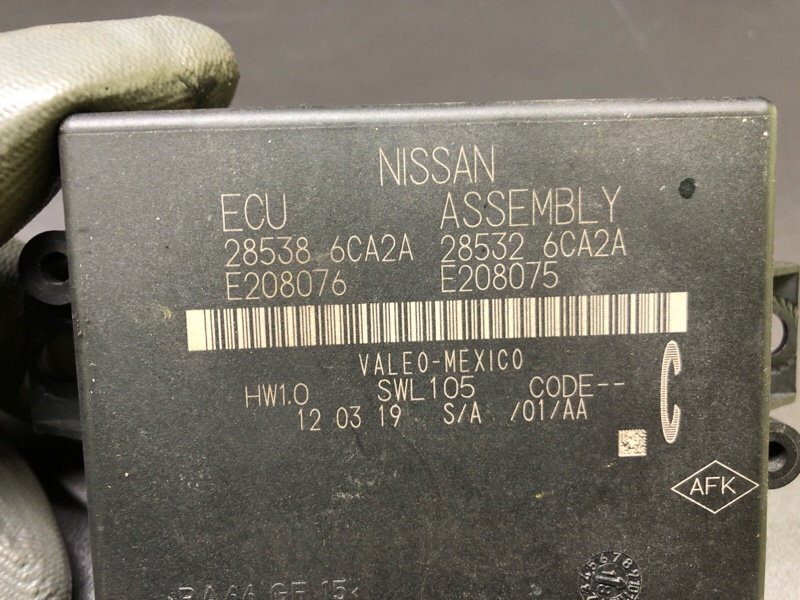 NISSAN
ECU ASSEMBLY
28538 6CA2A 28532 6CA2A
E208076 E208075
VALEO-MEXICO
HW1.0 SWL105 CODE--
12 03 19 S/A /01/AA
C
AFK